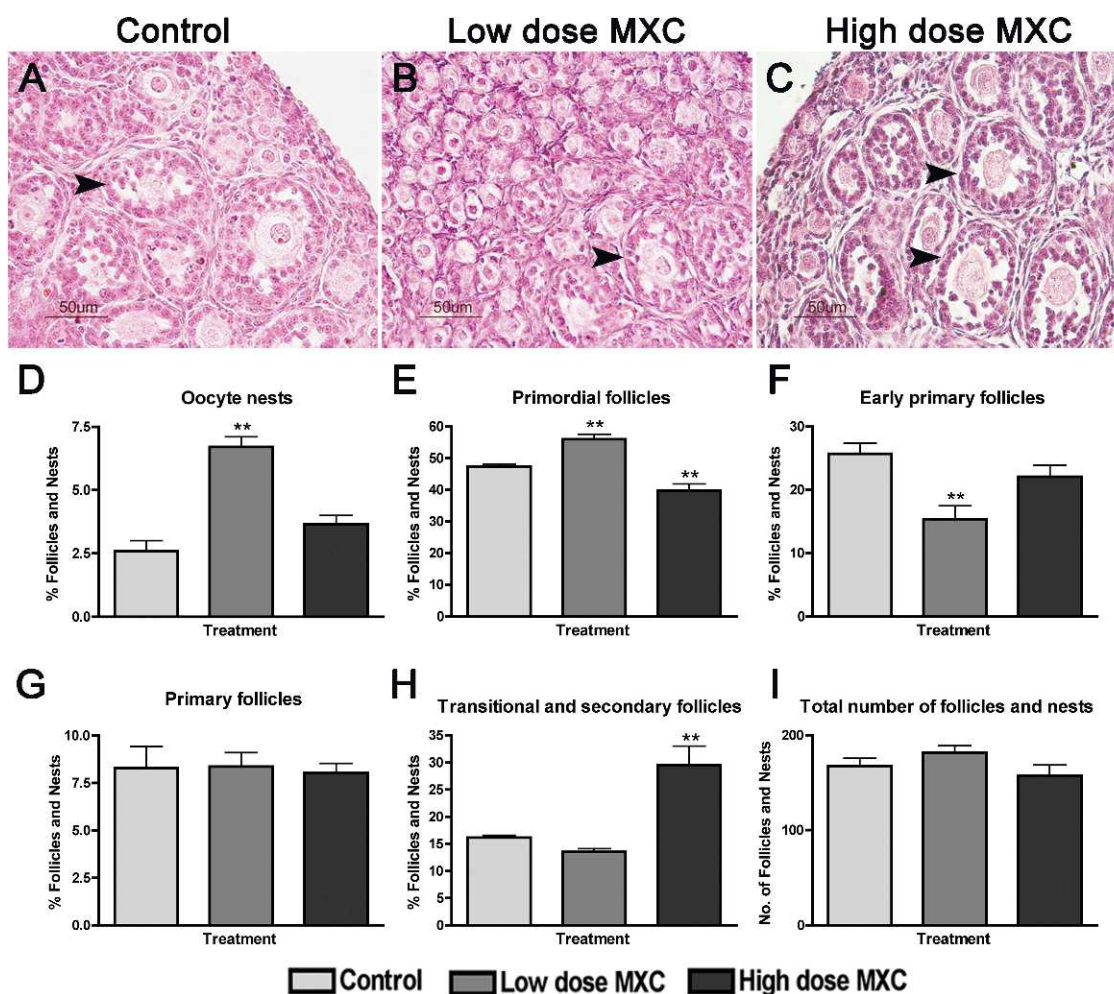 Control Low dose MXC High dose MXC
A B C
50um 50um 50um
D E F
Oocyte nests Primordial follicles Early primary follicles
% Follicles and Nests
7.5
5.0
2.5
0.0
**
Treatment
% Follicles and Nests
60
50
40
30
20
10
0
**
**
Treatment
% Follicles and Nests
30
20
10
0
**
Treatment
G H I
Primary follicles Transitional and secondary follicles Total number of follicles and nests
% Follicles and Nests
10.0
7.5
5.0
2.5
0.0
Treatment
% Follicles and Nests
35
30
25
20
15
10
5
0
**
Treatment
No. of Follicles and Nests
200
100
0
Treatment
Control Low dose MXC High dose MXC